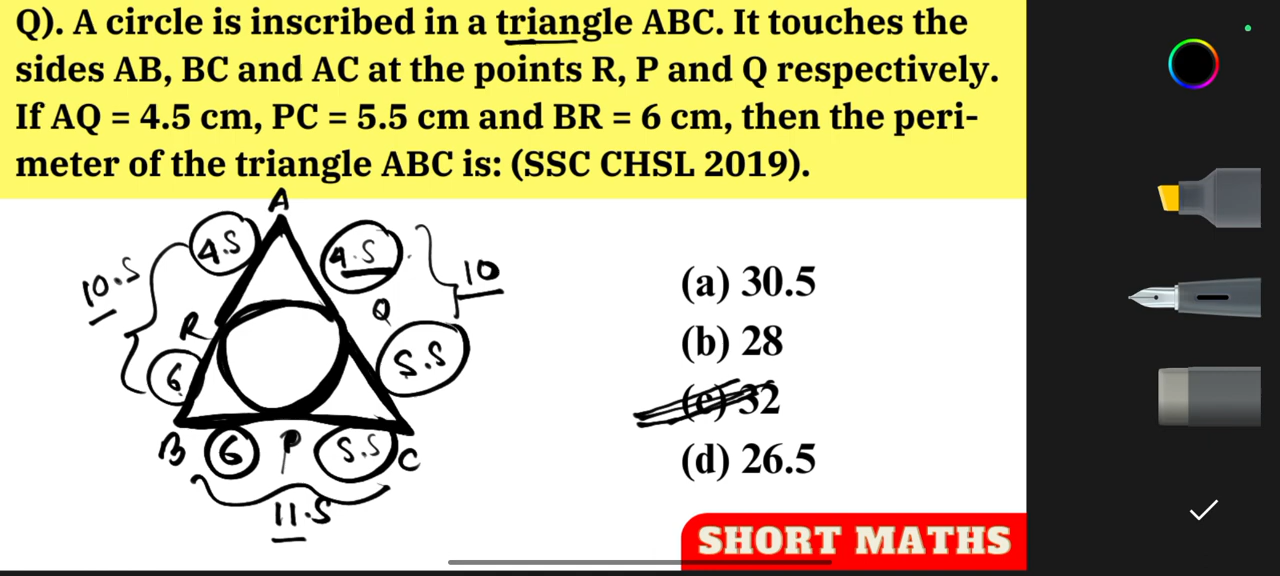 Q). A circle is inscribed in a triangle ABC. It touches the
sides AB, BC and AC at the points R, P and Q respectively.
If AQ = 4.5 cm, PC = 5.5 cm and BR = 6 cm, then the peri-
meter of the triangle ABC is: (SSC CHSL 2019).
A
4.5
4.5
10.5
10
R
Q
6
5.5
B
6
P
5.5
C
11.5
(a) 30.5
(b) 28
(c) 32
(d) 26.5
SHORT MATHS